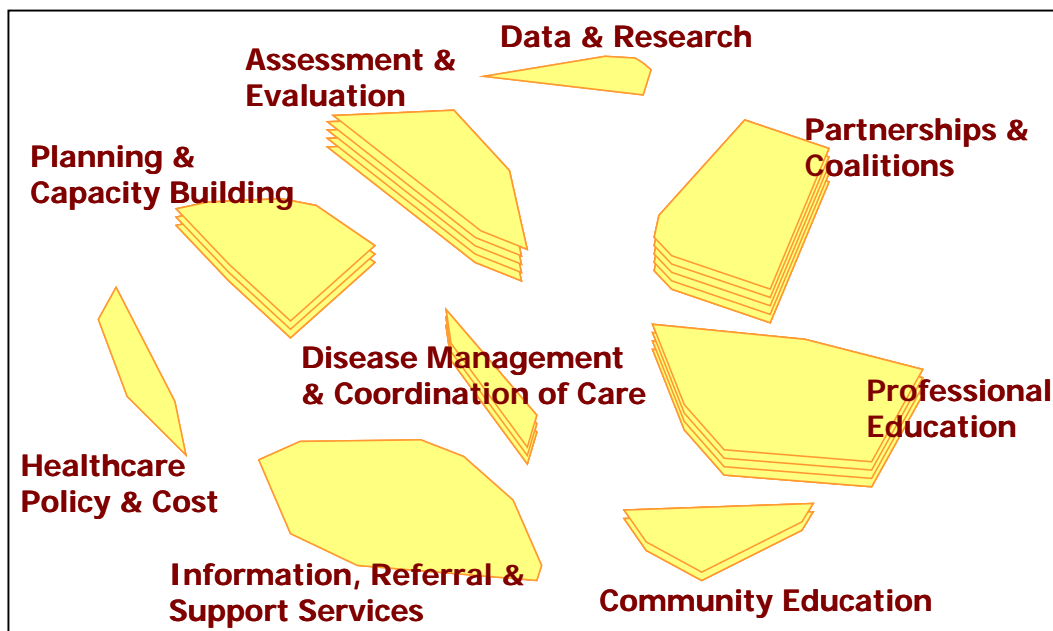 Data & Research
Assessment &
Evaluation
Partnerships &
Coalitions
Planning &
Capacity Building
Disease Management
& Coordination of Care
Professional
Education
Healthcare
Policy & Cost
Information, Referral &
Support Services
Community Education